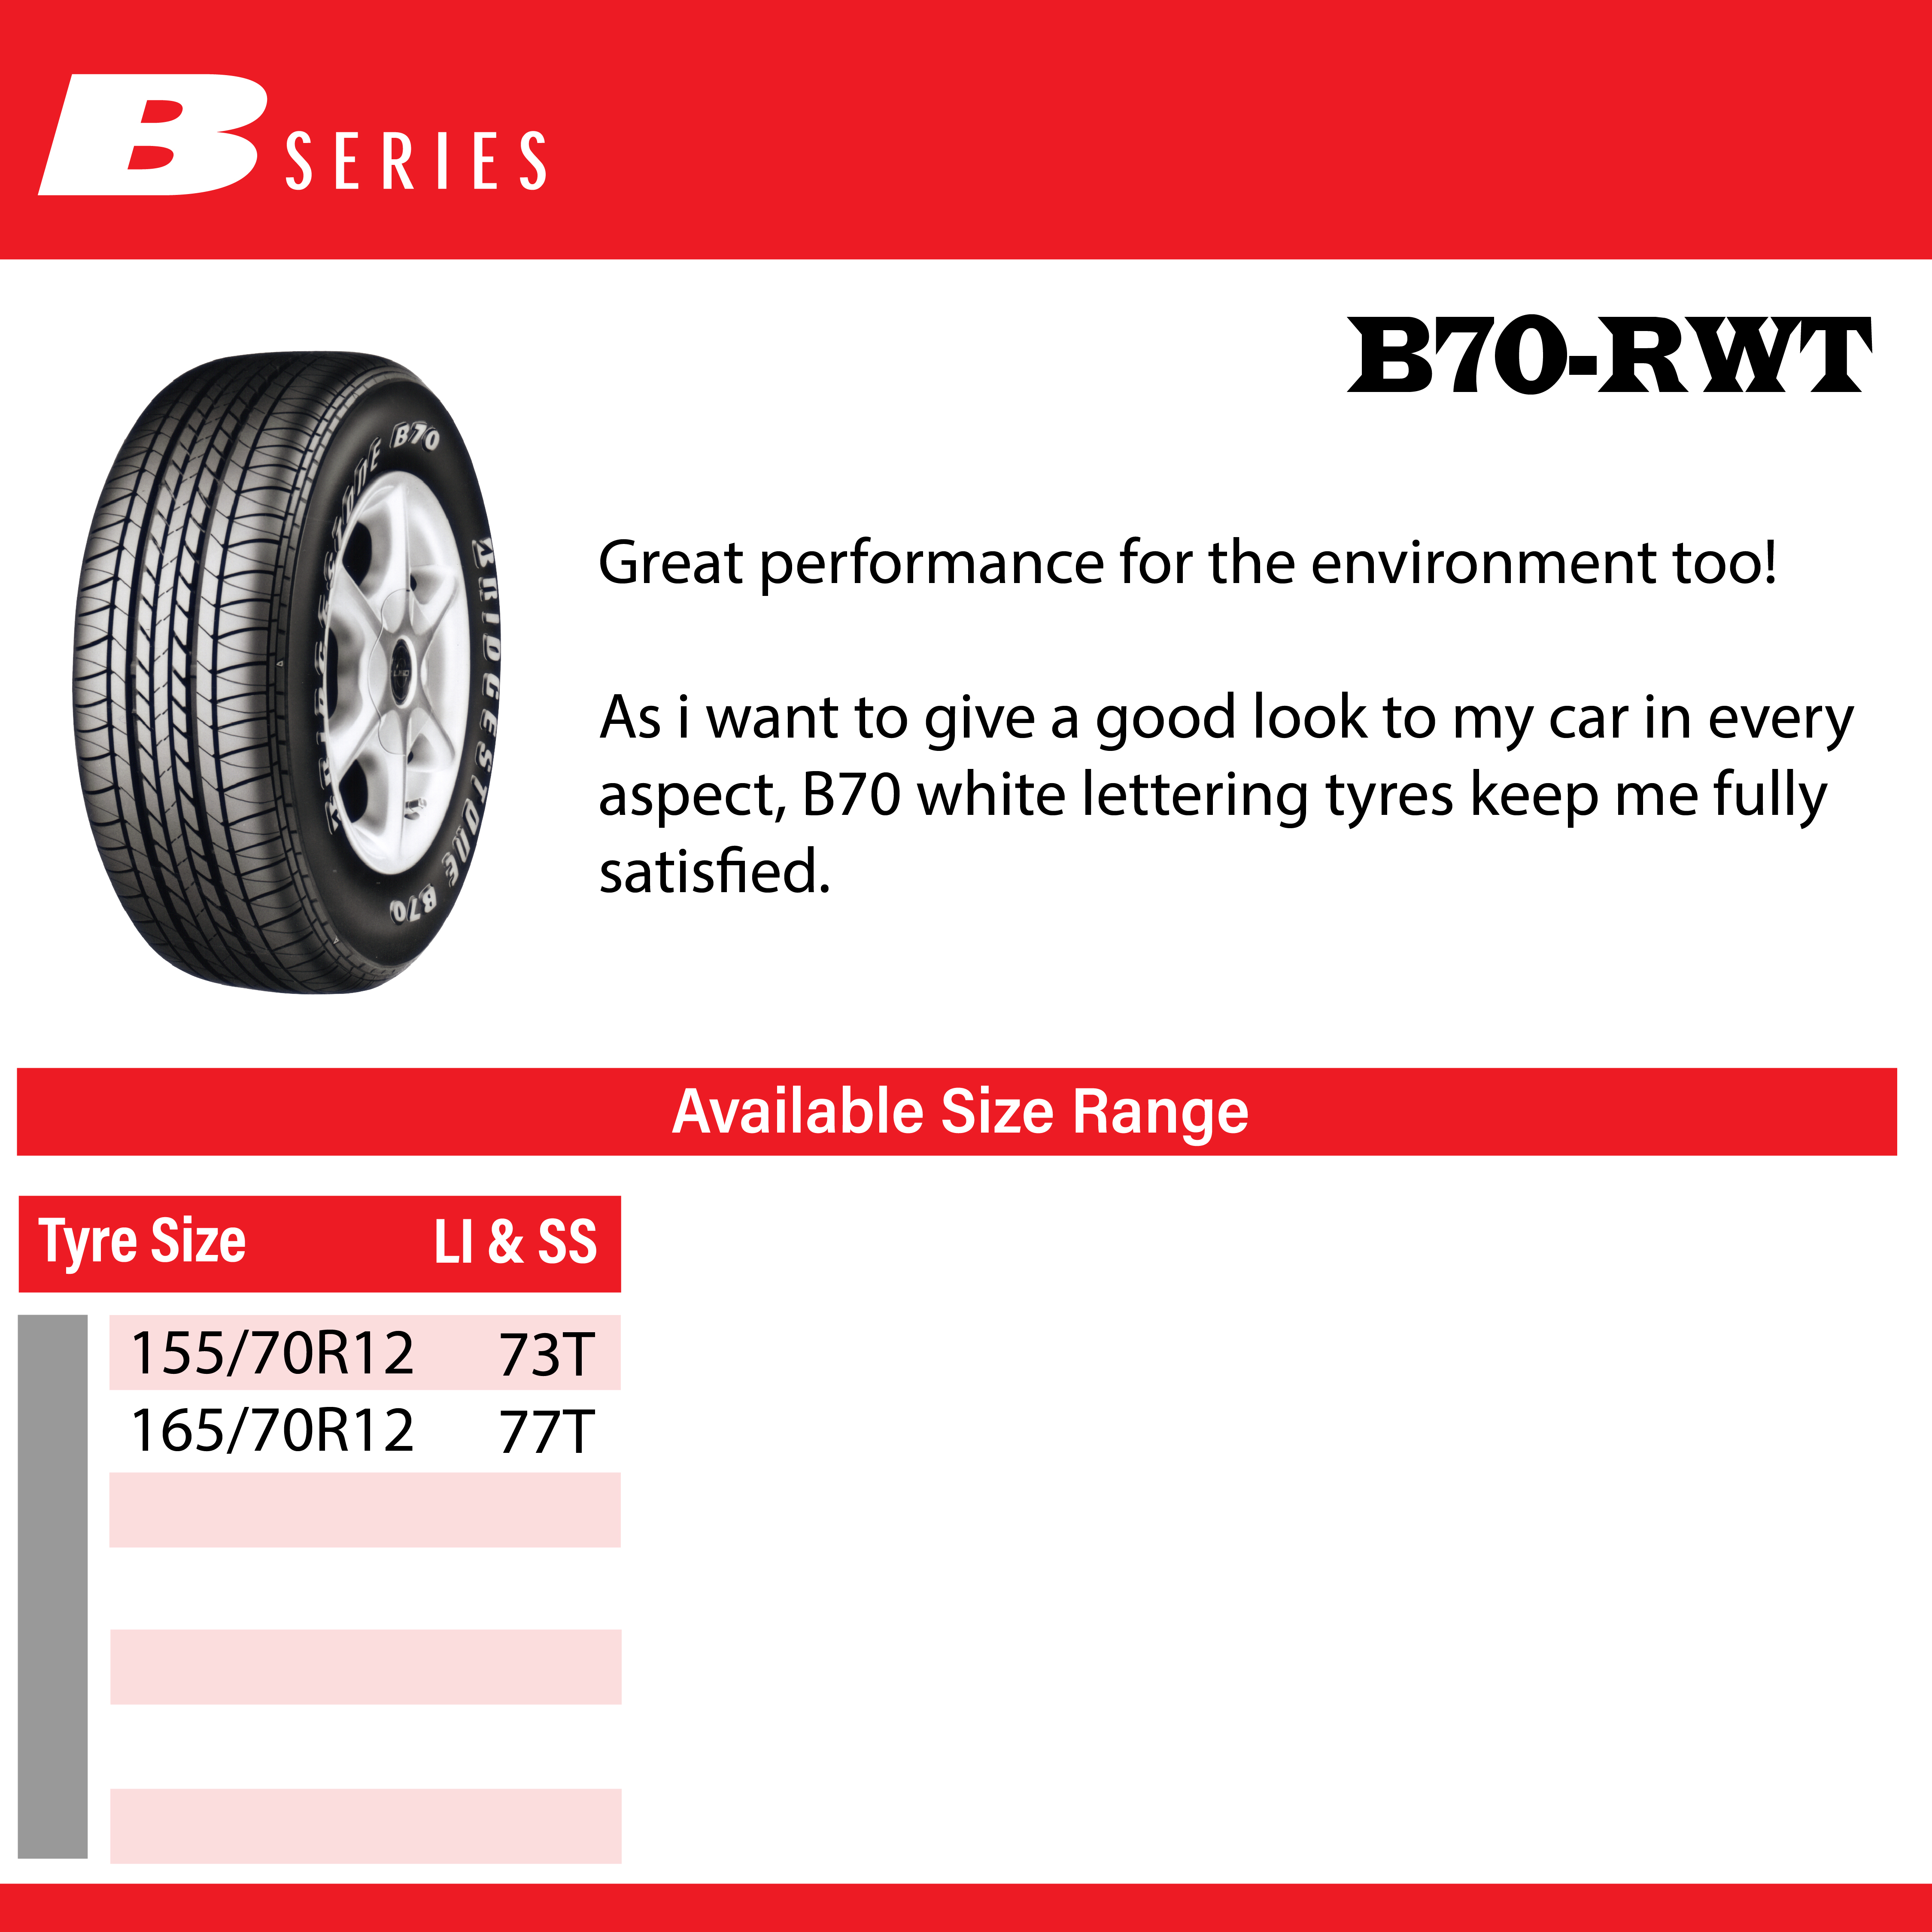 B SERIES
B70-RWT
BRIDGESTONE B70
BRIDGESTONE B70
Great performance for the environment too!
As i want to give a good look to my car in every
aspect, B70 white lettering tyres keep me fully
satisfied.
Available Size Range
Tyre Size LI & SS
155/70R12 73T
165/70R12 77T